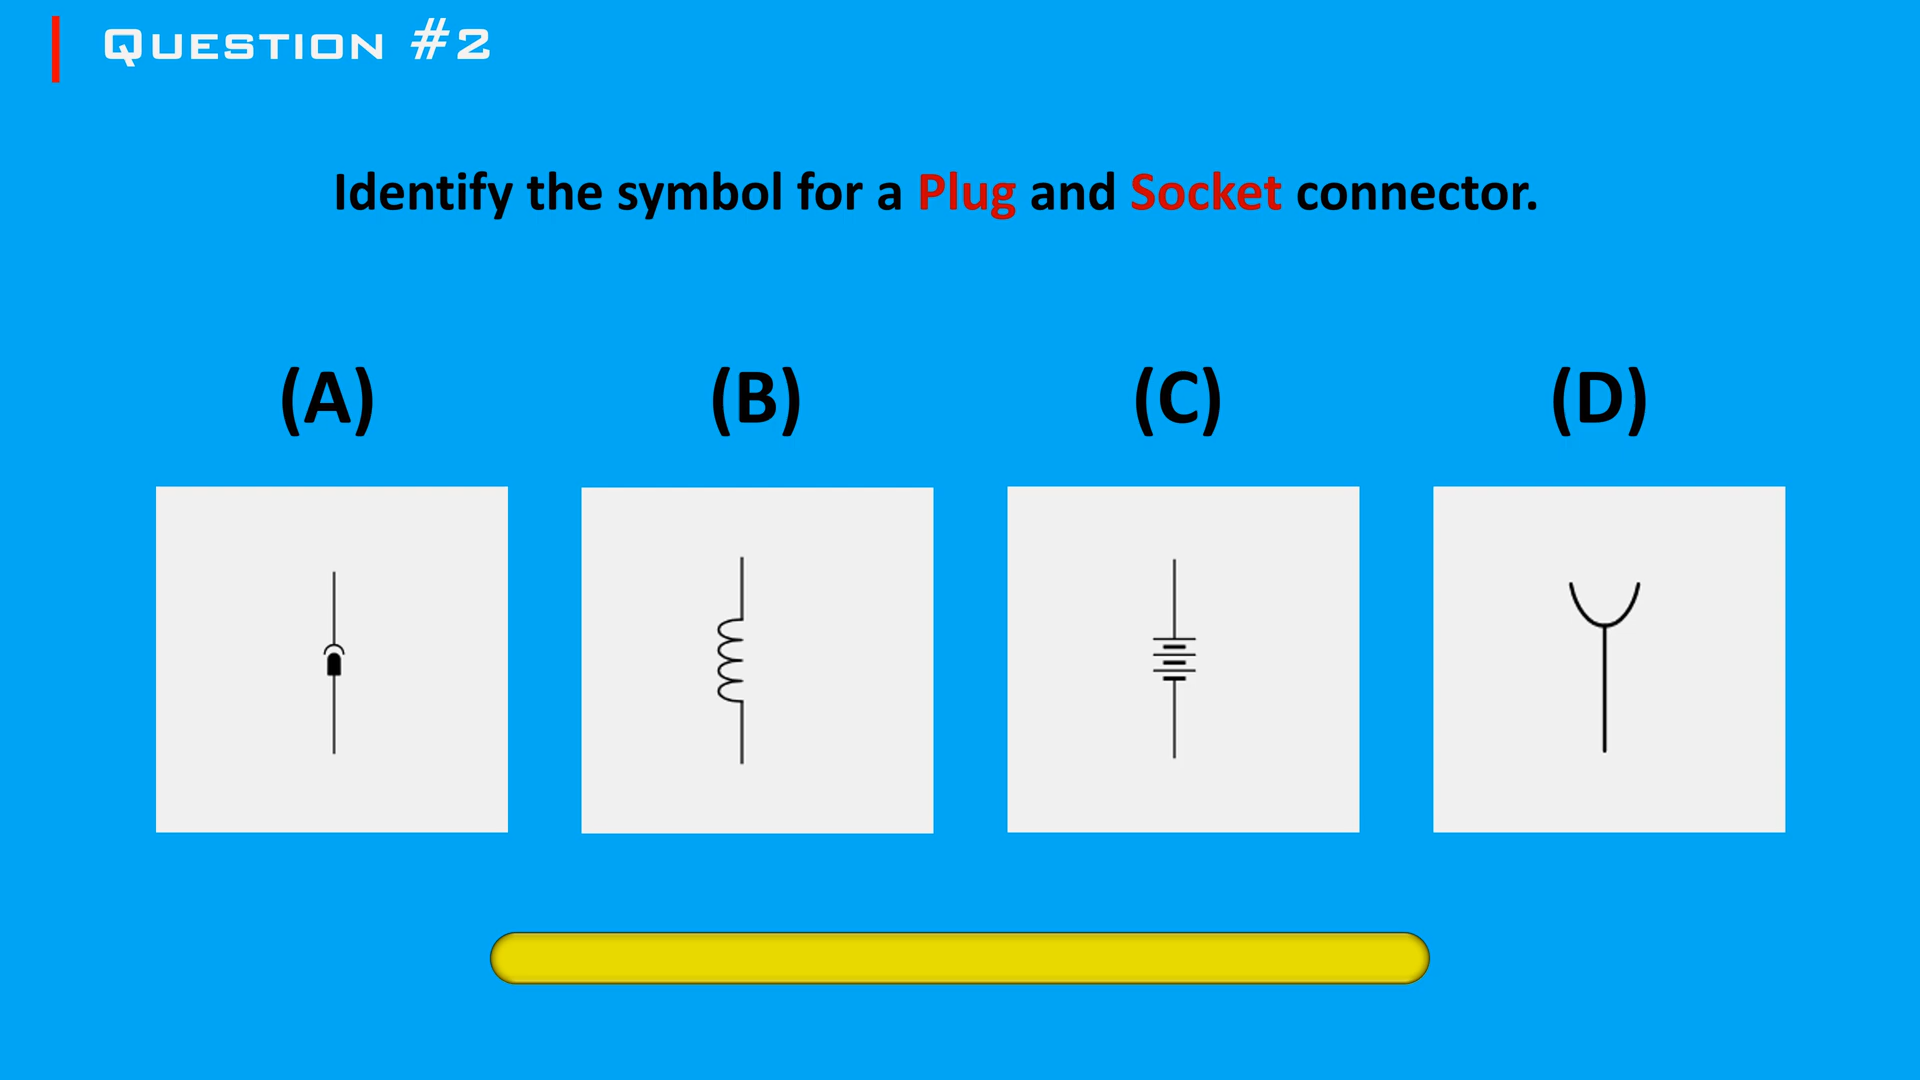 Question #2
Identify the symbol for a Plug and Socket connector.
(A) (B) (C) (D)